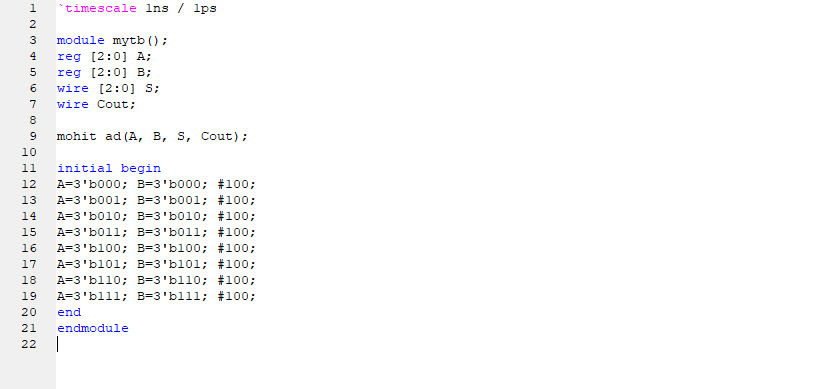 1 `timescale 1ns / 1ps
2
3 module mytb();
4 reg [2:0] A;
5 reg [2:0] B;
6 wire [2:0] S;
7 wire Cout;
8
9 mohit ad(A, B, S, Cout);
10
11 initial begin
12 A=3'b000; B=3'b000; #100;
13 A=3'b001; B=3'b001; #100;
14 A=3'b010; B=3'b010; #100;
15 A=3'b011; B=3'b011; #100;
16 A=3'b100; B=3'b100; #100;
17 A=3'b101; B=3'b101; #100;
18 A=3'b110; B=3'b110; #100;
19 A=3'b111; B=3'b111; #100;
20 end
21 endmodule
22